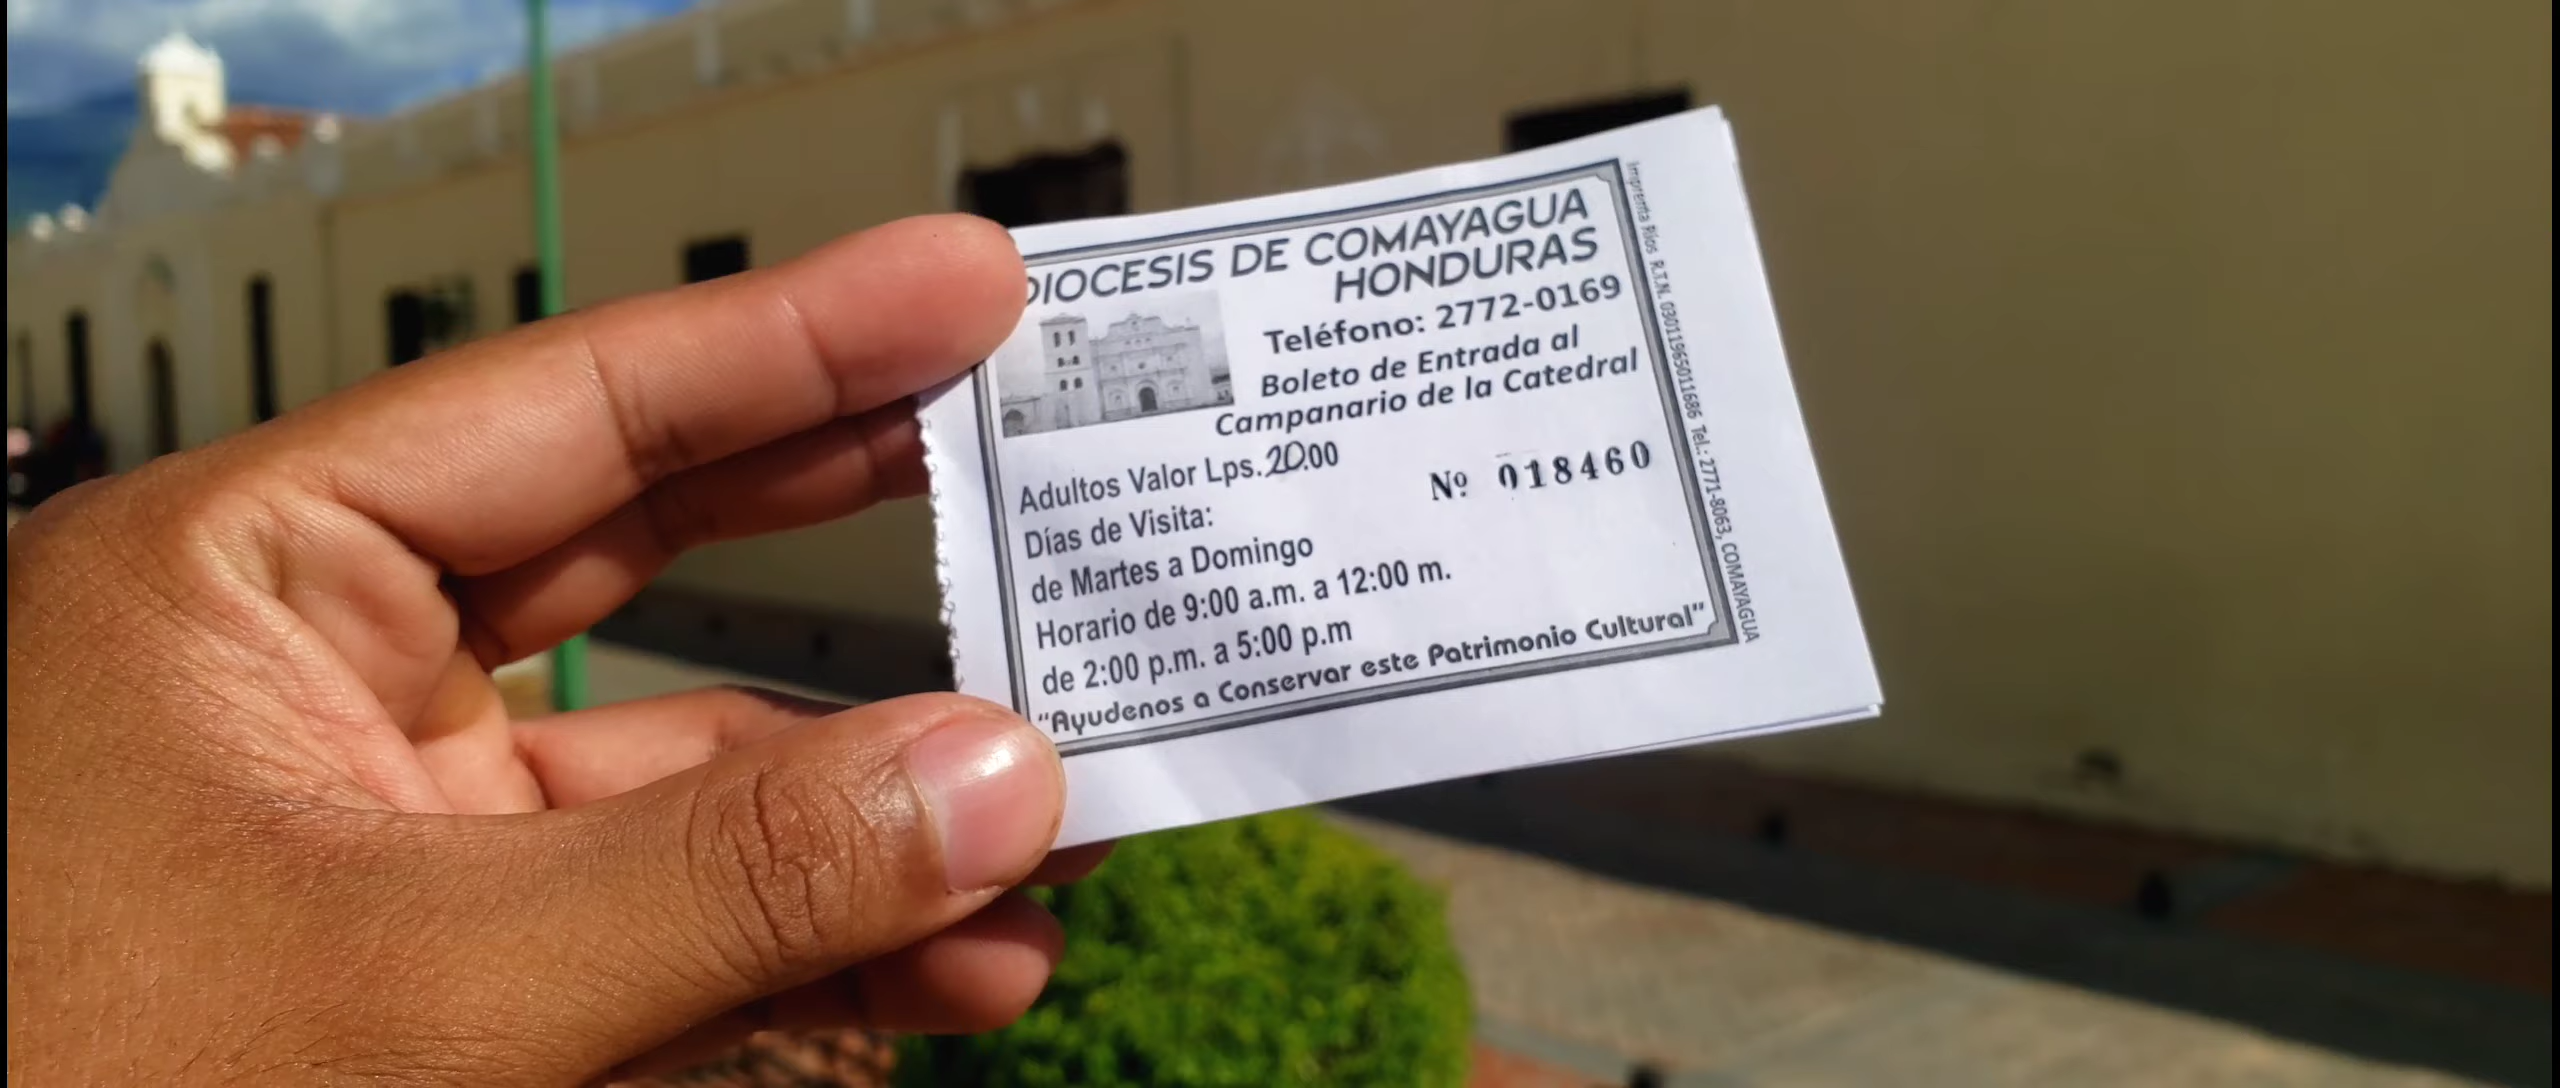 DIOCESIS DE COMAYAGUA
HONDURAS
Teléfono: 2772-0169
Boleto de Entrada al
Campanario de la Catedral
Adultos Valor Lps.20.00
Nº 018460
Días de Visita:
de Martes a Domingo
Horario de 9:00 a.m. a 12:00 m.
de 2:00 p.m. a 5:00 p.m
“Ayudenos a Conservar este Patrimonio Cultural”
Imprenta Ríos R.T.N. 03011965011686 Tel.: 2771-8063, COMAYAGUA